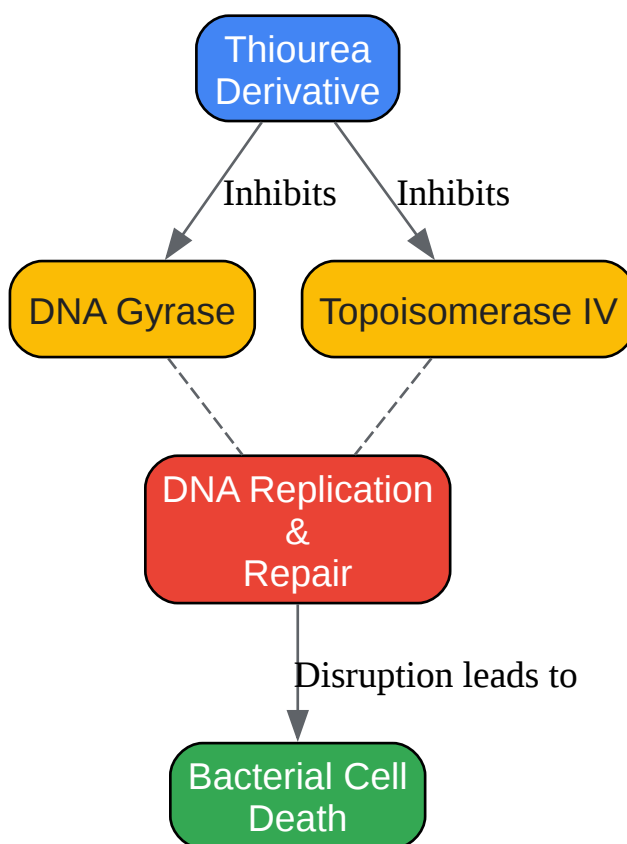 Thiourea
Derivative
Inhibits
Inhibits
DNA Gyrase
Topoisomerase IV
DNA Replication
&
Repair
Disruption leads to
Bacterial Cell
Death